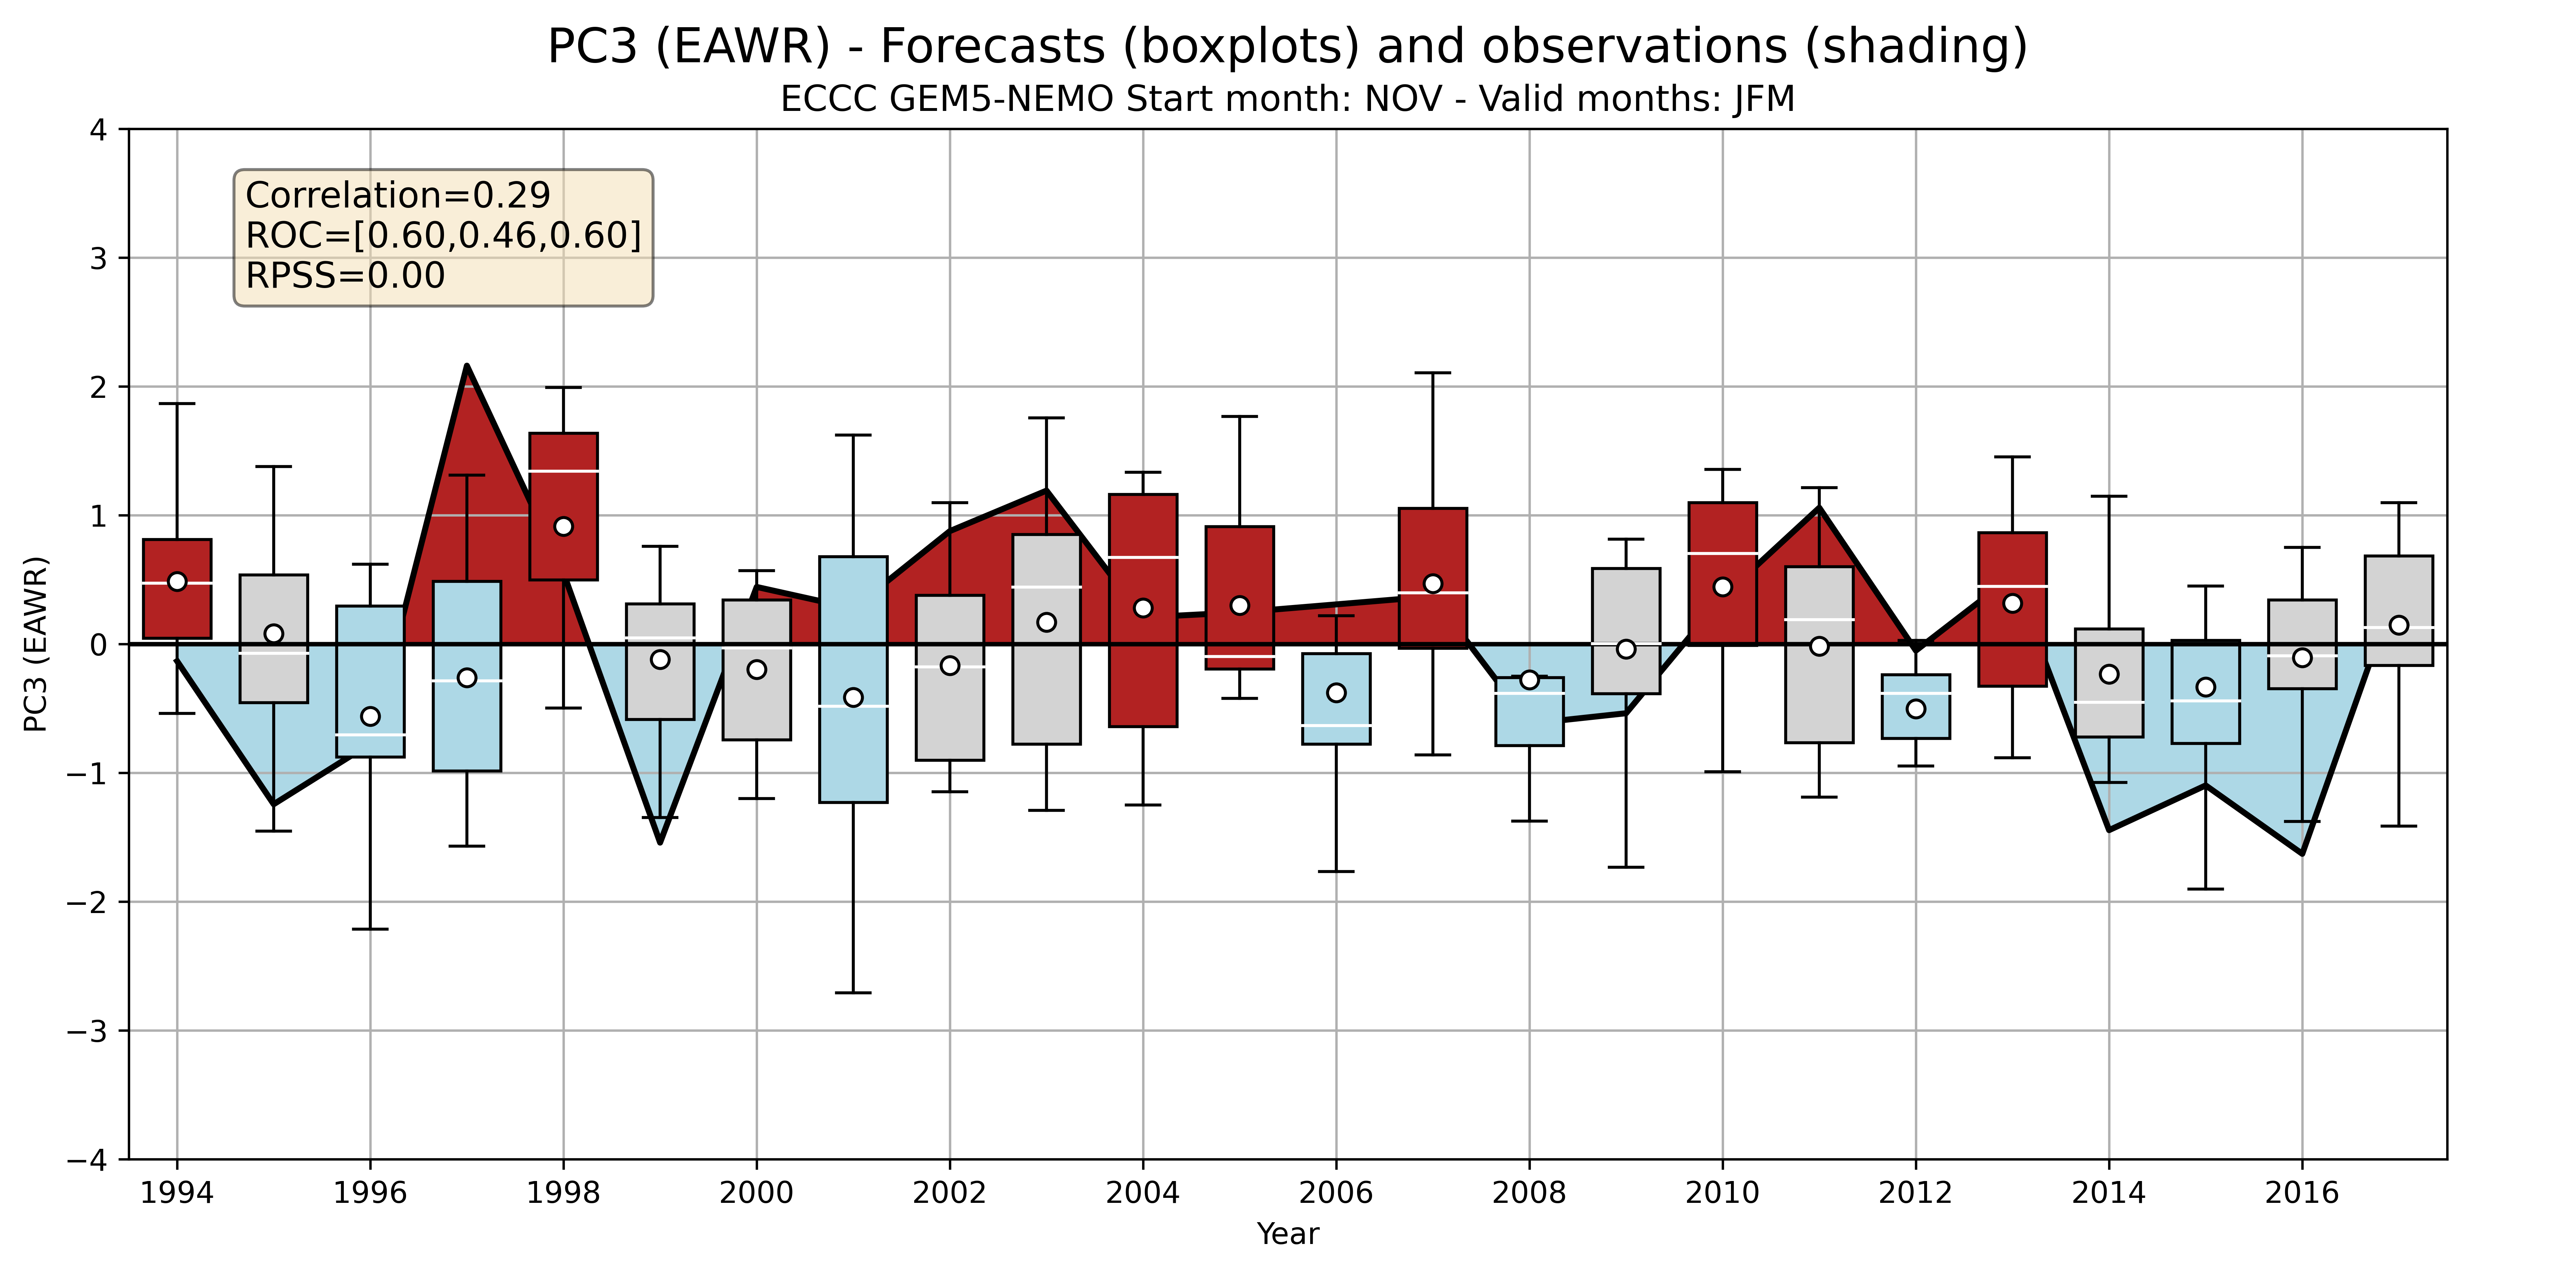 PC3 (EAWR) - Forecasts (boxplots) and observations (shading)
ECCC GEM5-NEMO Start month: NOV - Valid months: JFM
Correlation=0.29
ROC=[0.60,0.46,0.60]
RPSS=0.00
PC3 (EAWR)
4
3
2
1
0
−1
−2
−3
−4
1994 1996 1998 2000 2002 2004 2006 2008 2010 2012 2014 2016
Year